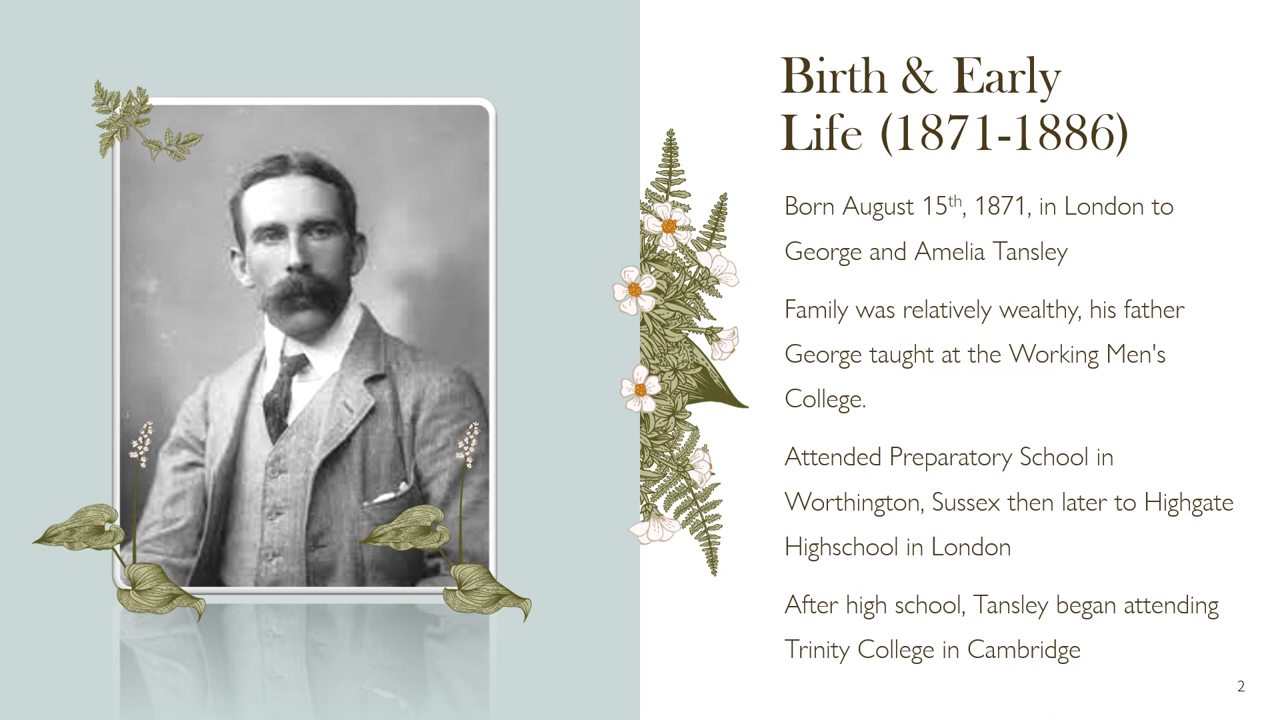 Birth & Early
Life (1871-1886)
Born August 15th, 1871, in London to
George and Amelia Tansley
Family was relatively wealthy, his father
George taught at the Working Men's
College.
Attended Preparatory School in
Worthington, Sussex then later to Highgate
Highschool in London
After high school, Tansley began attending
Trinity College in Cambridge
2